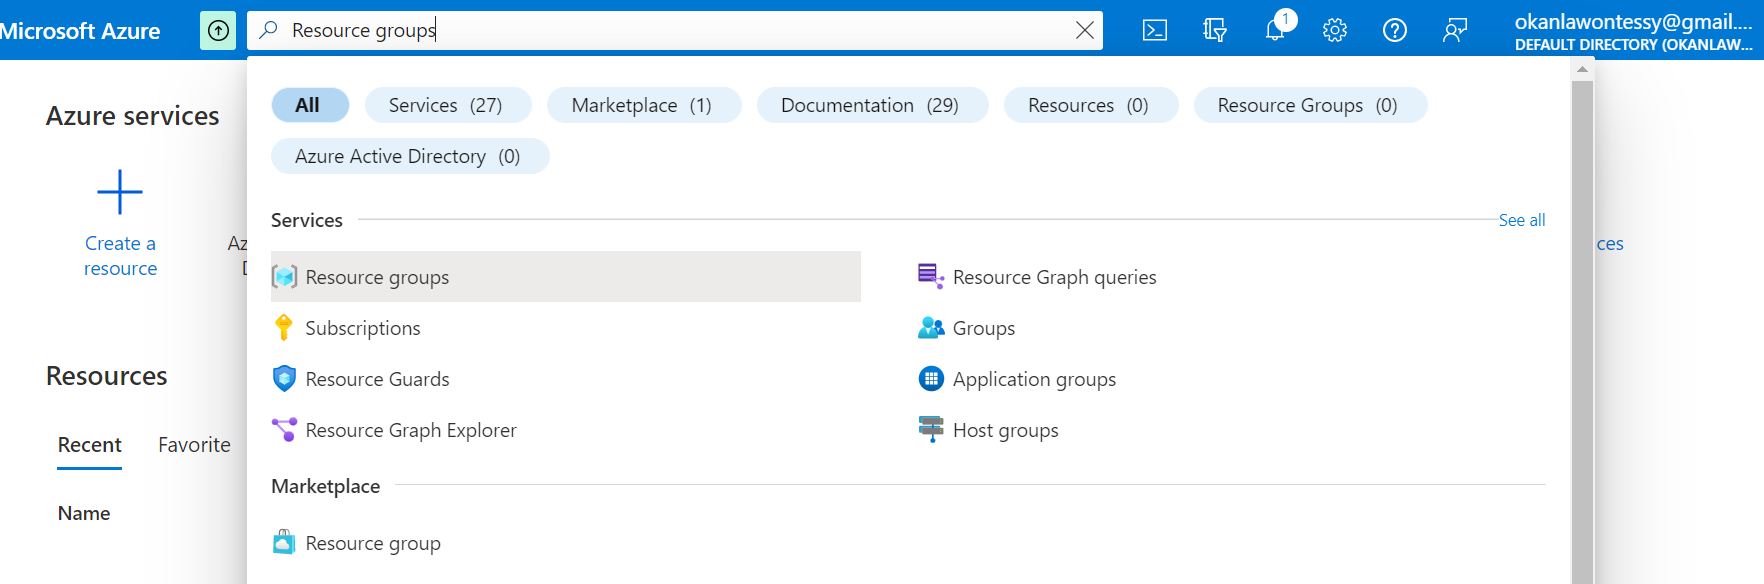 Microsoft Azure
Resource groups
1
okanlawontessy@gmail....
DEFAULT DIRECTORY (OKANLAW...
Azure services
All
Services (27)
Marketplace (1)
Documentation (29)
Resources (0)
Resource Groups (0)
Azure Active Directory (0)
Create a
resource
Az
Services
See all
ces
Resource groups
Resource Graph queries
Subscriptions
Groups
Resource Guards
Application groups
Resource Graph Explorer
Host groups
Resources
Recent
Favorite
Name
Marketplace
Resource group